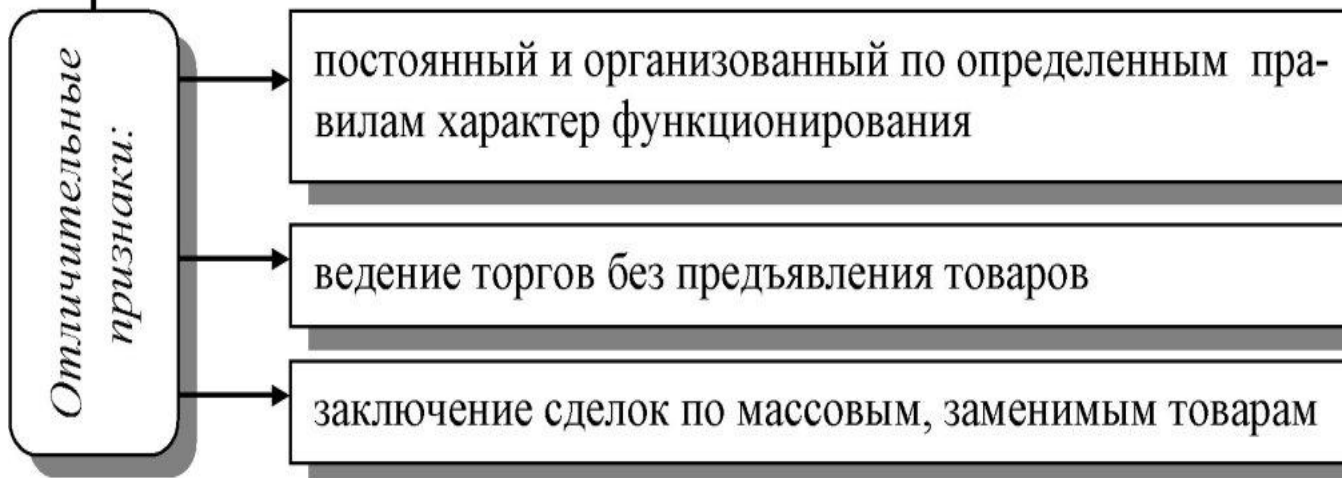 Отличительные
признаки:
постоянный и организованный по определенным пра-
вилам характер функционирования
ведение торгов без предъявления товаров
заключение сделок по массовым, заменимым товарам